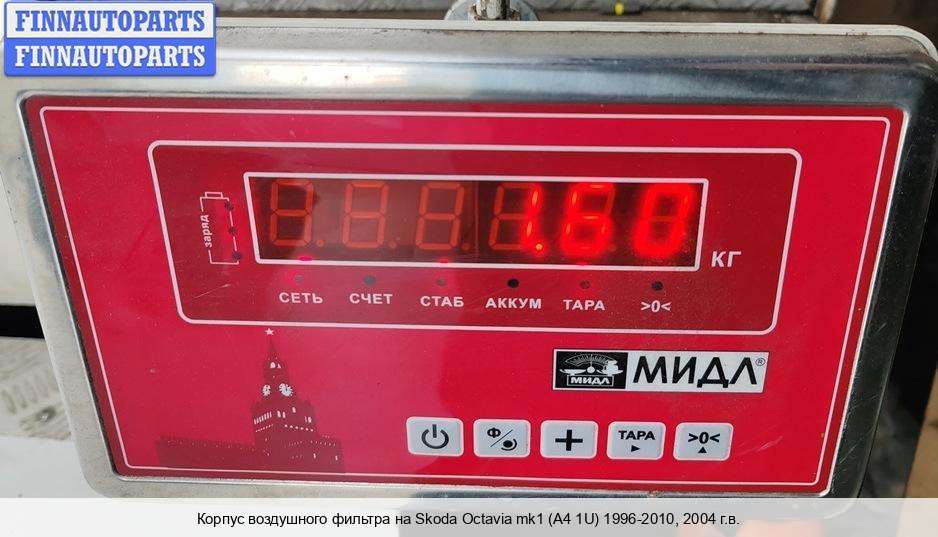 FINNAUTOPARTS
FINNAUTOPARTS
заряд
1.60
КГ
СЕТЬ СЧЕТ СТАБ АККУМ ТАРА >0<
МИДЛ МИДЛ®
Ф ТАРА >0<
Корпус воздушного фильтра на Skoda Octavia mk1 (A4 1U) 1996-2010, 2004 г.в.